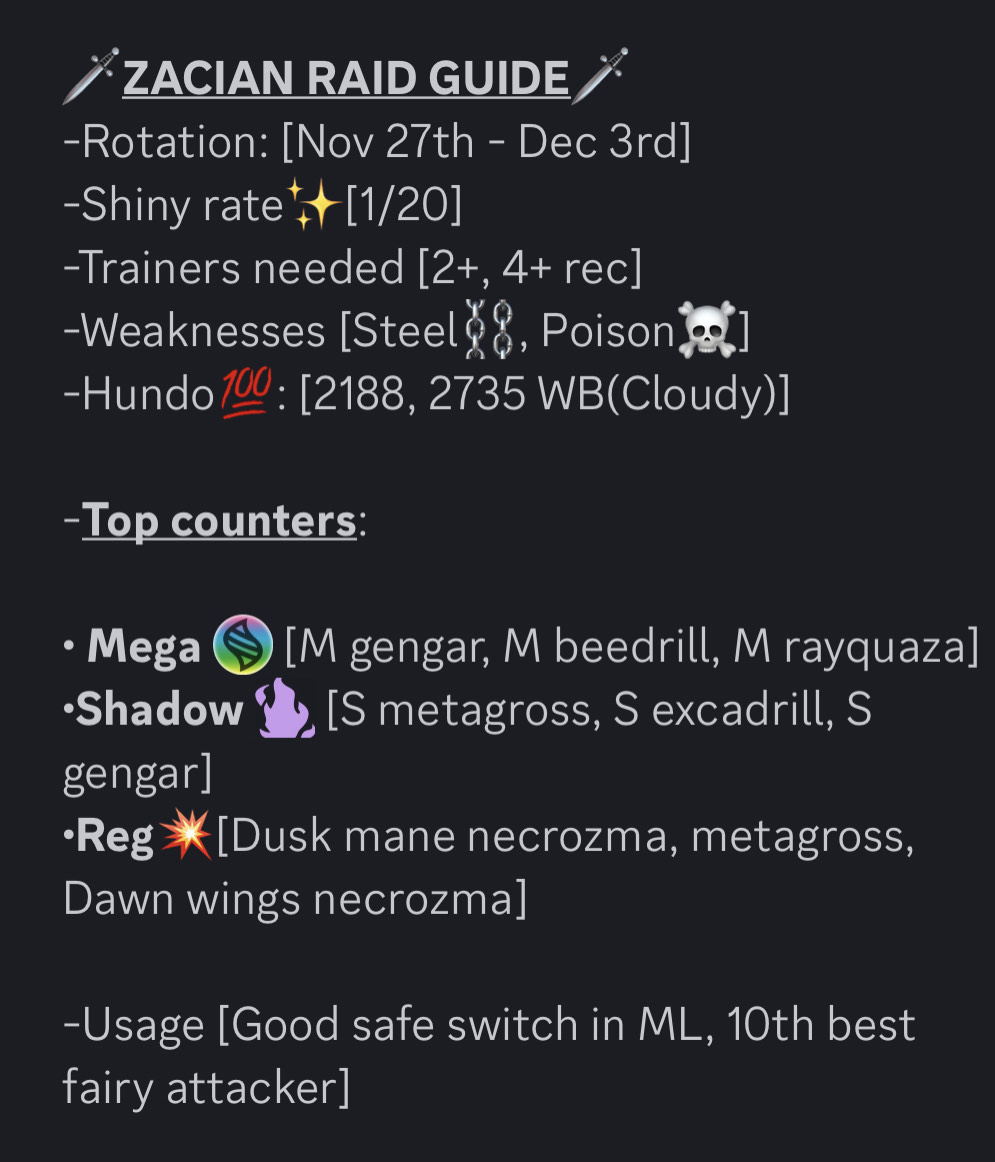 🗡️ZACIAN RAID GUIDE🗡️
-Rotation: [Nov 27th - Dec 3rd]
-Shiny rate✨[1/20]
-Trainers needed [2+, 4+ rec]
-Weaknesses [Steel⛓️, Poison☠️]
-Hundo💯: [2188, 2735 WB(Cloudy)]
-Top counters:
• Mega [M gengar, M beedrill, M rayquaza]
•Shadow [S metagross, S excadrill, S
gengar]
•Reg💥[Dusk mane necrozma, metagross,
Dawn wings necrozma]
-Usage [Good safe switch in ML, 10th best
fairy attacker]